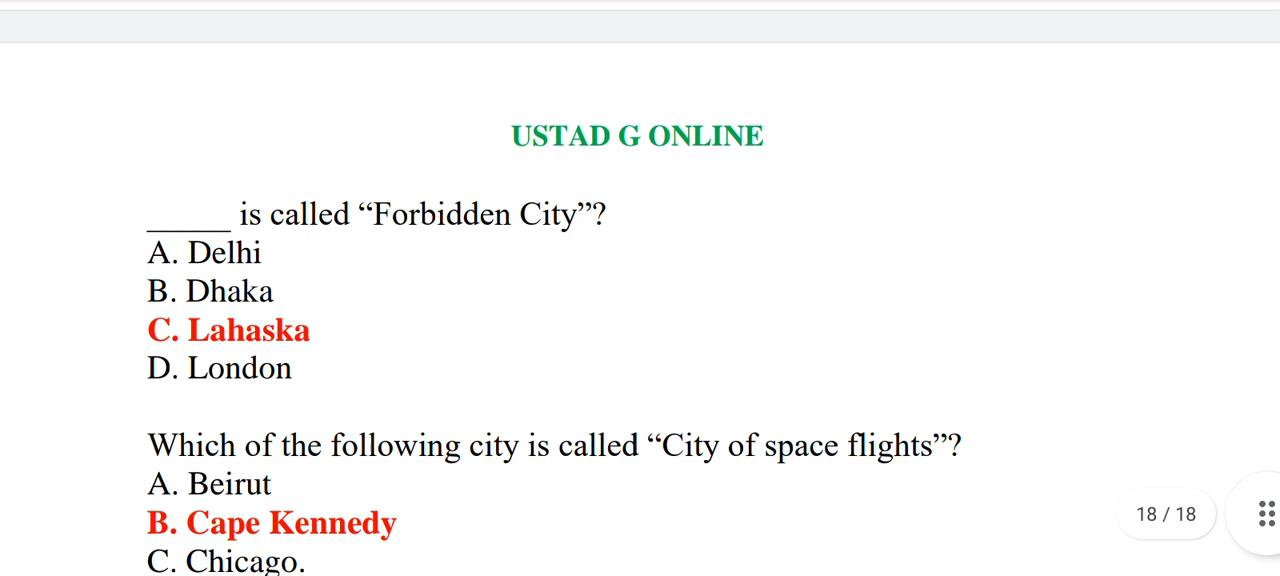 USTAD G ONLINE
_____ is called “Forbidden City”?
A. Delhi
B. Dhaka
C. Lahaska
D. London
Which of the following city is called “City of space flights”?
A. Beirut
B. Cape Kennedy
C. Chicago.
18 / 18